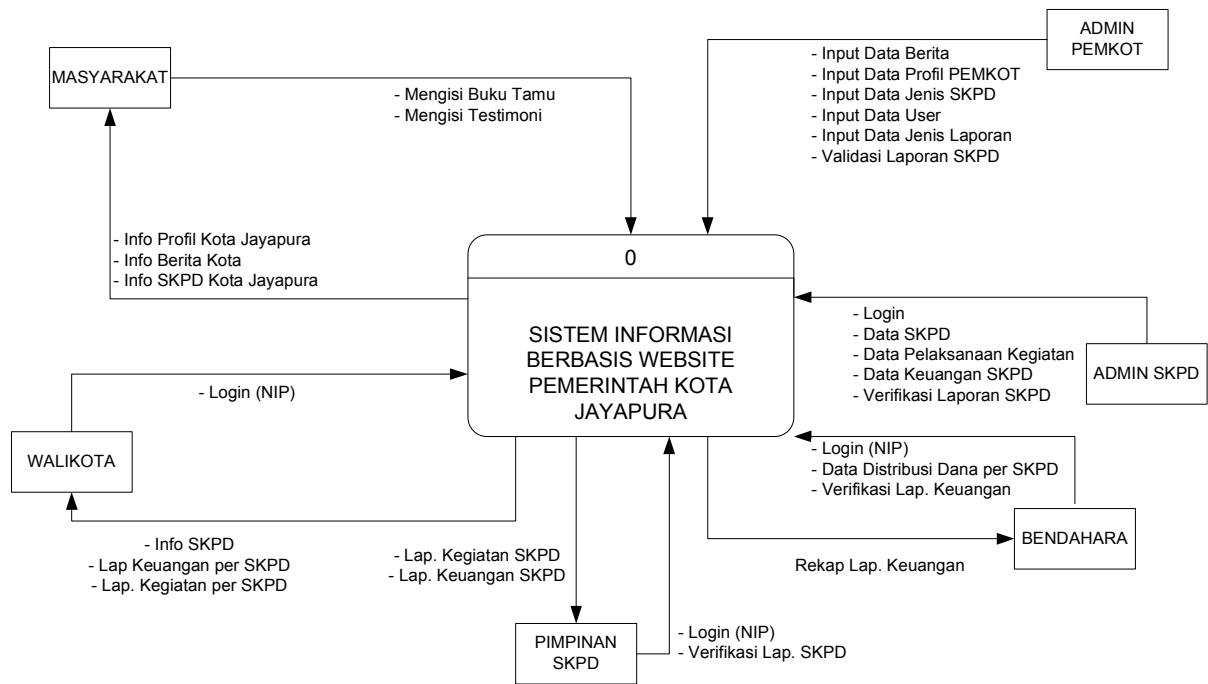 ADMIN
PEMKOT
MASYARAKAT
- Input Data Berita
- Input Data Profil PEMKOT
- Input Data Jenis SKPD
- Input Data User
- Input Data Jenis Laporan
- Validasi Laporan SKPD
- Mengisi Buku Tamu
- Mengisi Testimoni
- Info Profil Kota Jayapura
- Info Berita Kota
- Info SKPD Kota Jayapura
0
SISTEM INFORMASI
BERBASIS WEBSITE
PEMERINTAH KOTA
JAYAPURA
- Login
- Data SKPD
- Data Pelaksanaan Kegiatan
- Data Keuangan SKPD
- Verifikasi Laporan SKPD
ADMIN SKPD
- Login (NIP)
WALIKOTA
- Login (NIP)
- Data Distribusi Dana per SKPD
- Verifikasi Lap. Keuangan
BENDAHARA
- Info SKPD
- Lap Keuangan per SKPD
- Lap. Kegiatan per SKPD
- Lap. Kegiatan SKPD
- Lap. Keuangan SKPD
Rekap Lap. Keuangan
PIMPINAN
SKPD
- Login (NIP)
- Verifikasi Lap. SKPD